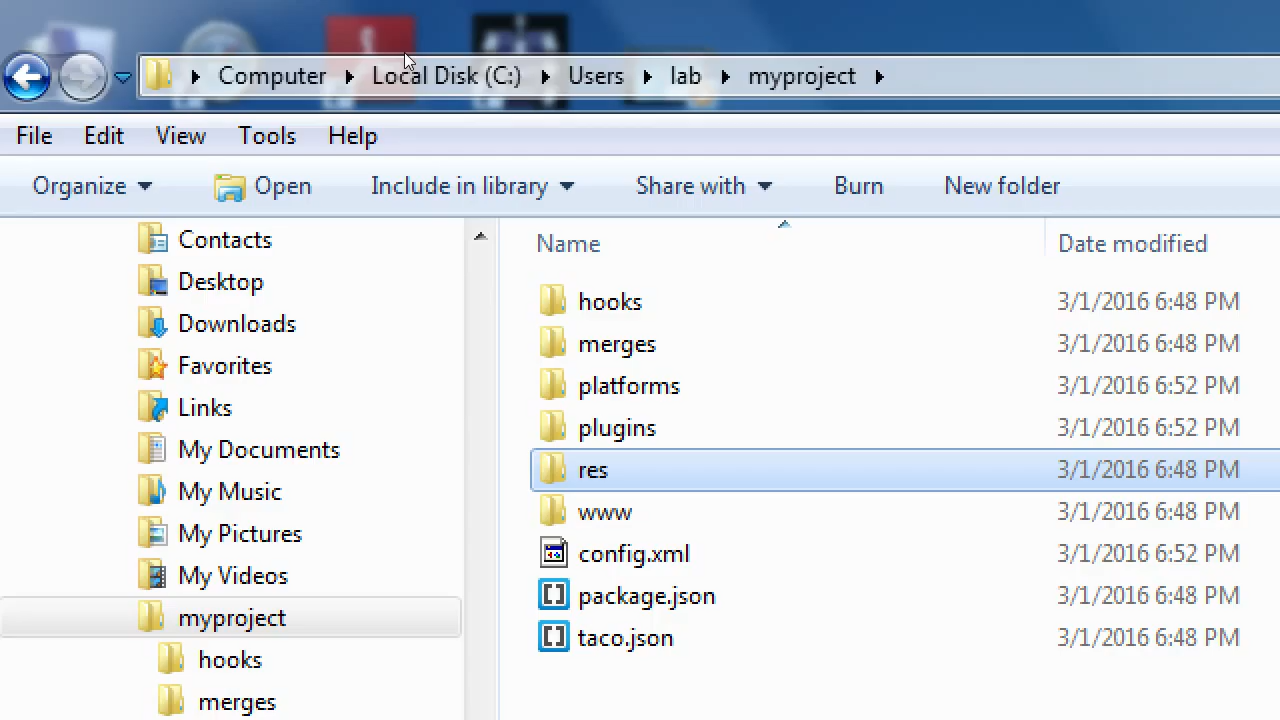 Computer Local Disk (C:) Users lab myproject
File Edit View Tools Help
Organize Open Include in library Share with Burn New folder
Contacts
Desktop
Downloads
Favorites
Links
My Documents
My Music
My Pictures
My Videos
myproject
hooks
merges
Name Date modified
hooks 3/1/2016 6:48 PM
merges 3/1/2016 6:48 PM
platforms 3/1/2016 6:52 PM
plugins 3/1/2016 6:52 PM
res 3/1/2016 6:48 PM
www 3/1/2016 6:48 PM
config.xml 3/1/2016 6:52 PM
package.json 3/1/2016 6:48 PM
taco.json 3/1/2016 6:48 PM